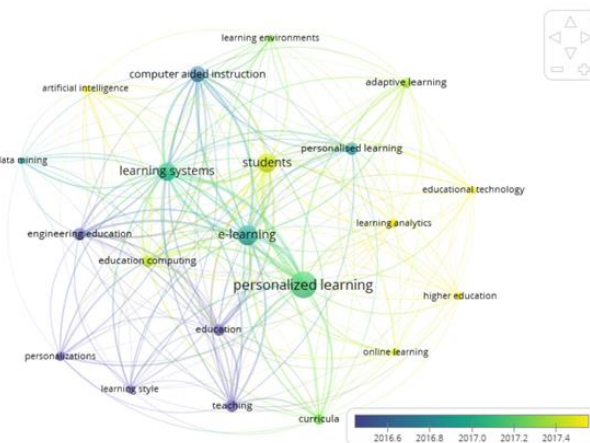 learning environments
computer aided instruction
adaptive learning
artificial intelligence
personalised learning
data mining
students
learning systems
educational technology
learning analytics
engineering education
e-learning
education computing
personalized learning
higher education
education
online learning
personalizations
learning style
teaching
curricula
2016.6 2016.8 2017.0 2017.2 2017.4